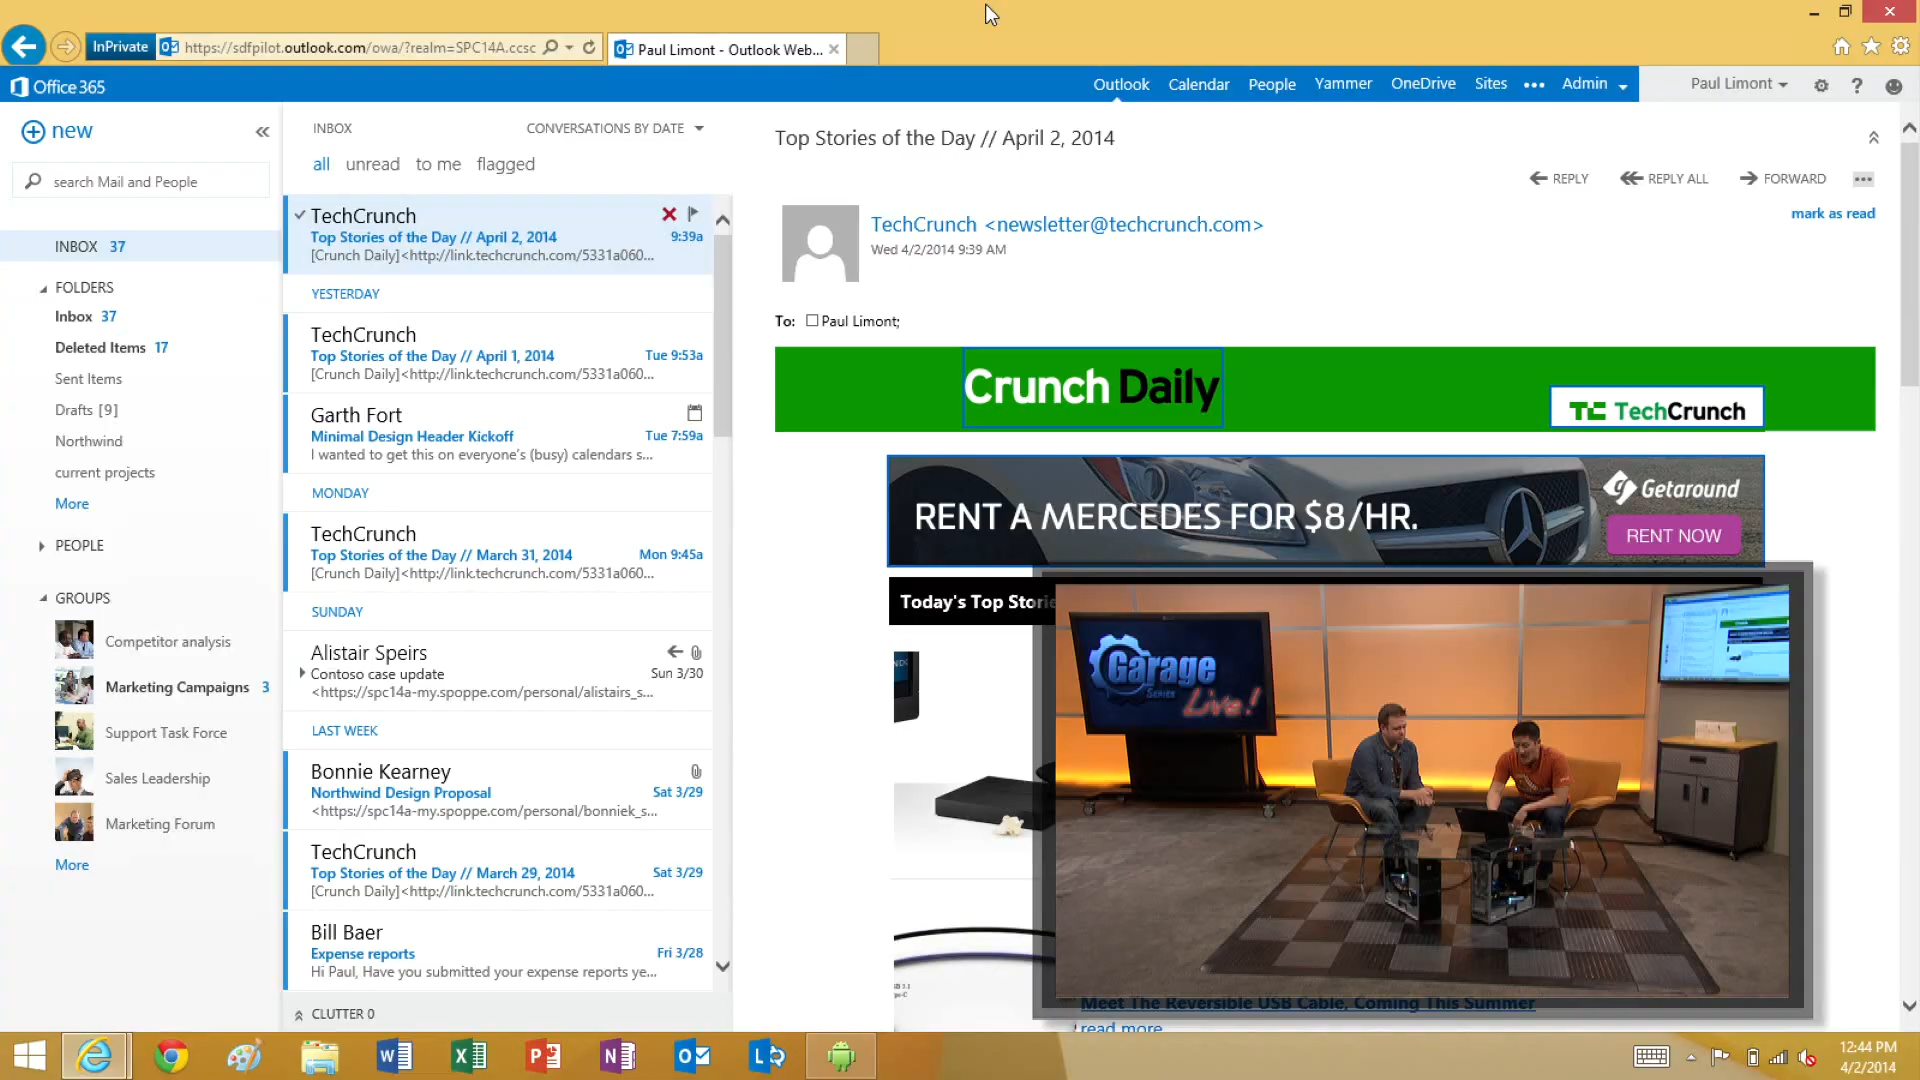 InPrivate
https://sdfpilot.outlook.com/owa/?realm=SPC14A.ccsc
Paul Limont - Outlook Web...
Office 365
Outlook
Calendar
People
Yammer
OneDrive
Sites
•••
Admin
Paul Limont
?
new
search Mail and People
INBOX 37
FOLDERS
Inbox 37
Deleted Items 17
Sent Items
Drafts [9]
Northwind
current projects
More
PEOPLE
GROUPS
Competitor analysis
Marketing Campaigns 3
Support Task Force
Sales Leadership
Marketing Forum
More
INBOX
CONVERSATIONS BY DATE
all unread to me flagged
TechCrunch
Top Stories of the Day // April 2, 2014 9:39a
[Crunch Daily]<http://link.techcrunch.com/5331a060...
YESTERDAY
TechCrunch
Top Stories of the Day // April 1, 2014 Tue 9:53a
[Crunch Daily]<http://link.techcrunch.com/5331a060...
Garth Fort
Minimal Design Header Kickoff Tue 7:59a
I wanted to get this on everyone's (busy) calendars s...
MONDAY
TechCrunch
Top Stories of the Day // March 31, 2014 Mon 9:45a
[Crunch Daily]<http://link.techcrunch.com/5331a060...
SUNDAY
Alistair Speirs
Contoso case update Sun 3/30
<https://spc14a-my.spoppe.com/personal/alistairs_s...
LAST WEEK
Bonnie Kearney
Northwind Design Proposal Sat 3/29
<https://spc14a-my.spoppe.com/personal/bonniek_s...
TechCrunch
Top Stories of the Day // March 29, 2014 Sat 3/29
[Crunch Daily]<http://link.techcrunch.com/5331a060...
Bill Baer
Expense reports Fri 3/28
Hi Paul, Have you submitted your expense reports ye...
CLUTTER 0
Top Stories of the Day // April 2, 2014
REPLY
REPLY ALL
FORWARD
•••
mark as read
TechCrunch <newsletter@techcrunch.com>
Wed 4/2/2014 9:39 AM
To: Paul Limont;
Crunch Daily
TC TechCrunch
RENT A MERCEDES FOR $8/HR.
Getaround
RENT NOW
Today's Top Storie
Garage
Series
Live!
Meet The Reversible USB Cable, Coming This Summer
read more
12:44 PM
4/2/2014